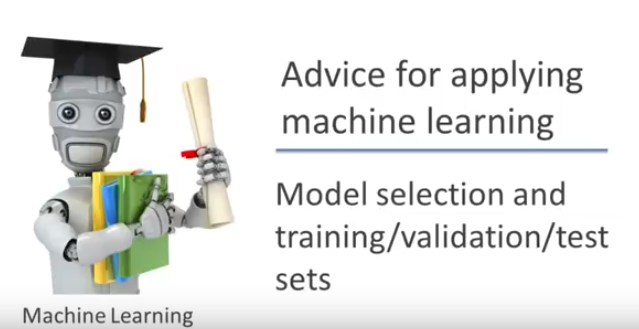 Advice for applying
machine learning
Model selection and
training/validation/test
sets
Machine Learning